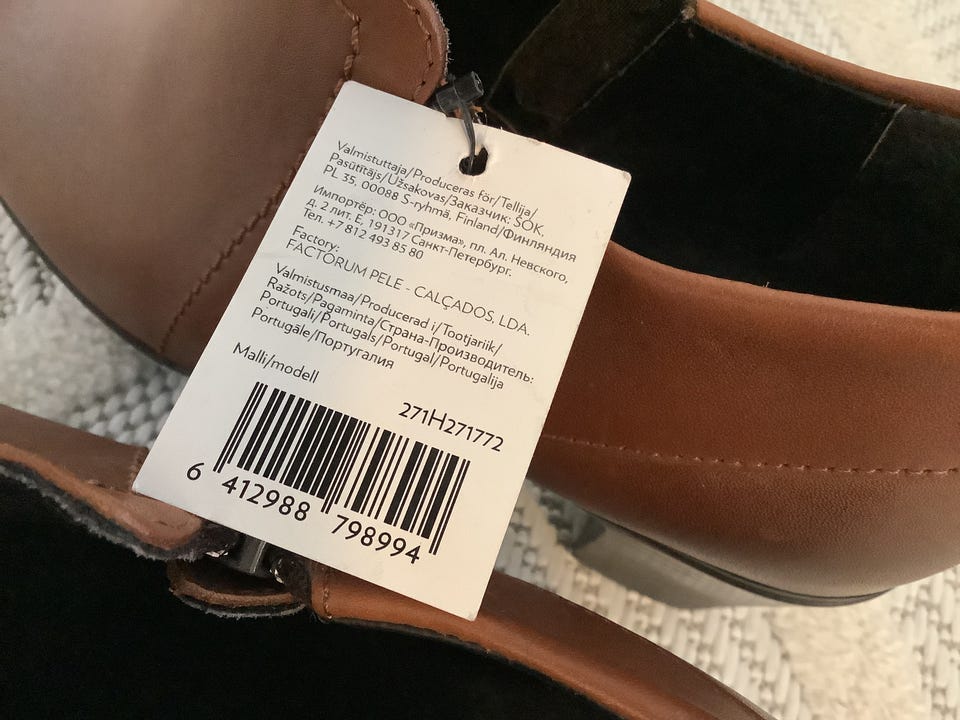 Valmistuttaja/Produceras för/Tellija/
Pasūtītājs/Užsakovas/Заказчик: SOK,
PL 35, 00088 S-ryhmä, Finland/Финляндия
Импортёр: ООО «Призма», пл. Ал. Невского,
д. 2 лит. Е, 191317 Санкт-Петербург.
Тел. +7 812 493 85 80
Factory:
FACTORUM PELE - CALÇADOS, LDA.
Valmistusmaa/Producerad i/Tootjariik/
Ražots/Pagaminta/Страна-Производитель:
Portugali/Portugals/Portugal/Portugalija
Portugāle/Португалия
Malli/modell
271H271772
6 412988 798994